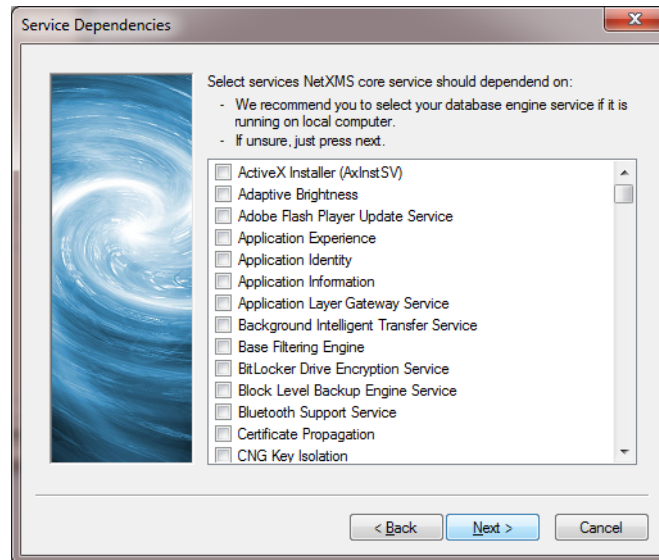 Service Dependencies
Select services NetXMS core service should dependend on:
- We recommend you to select your database engine service if it is
running on local computer.
- If unsure, just press next.
ActiveX Installer (AxInstSV)
Adaptive Brightness
Adobe Flash Player Update Service
Application Experience
Application Identity
Application Information
Application Layer Gateway Service
Background Intelligent Transfer Service
Base Filtering Engine
BitLocker Drive Encryption Service
Block Level Backup Engine Service
Bluetooth Support Service
Certificate Propagation
CNG Key Isolation
< Back Next > Cancel